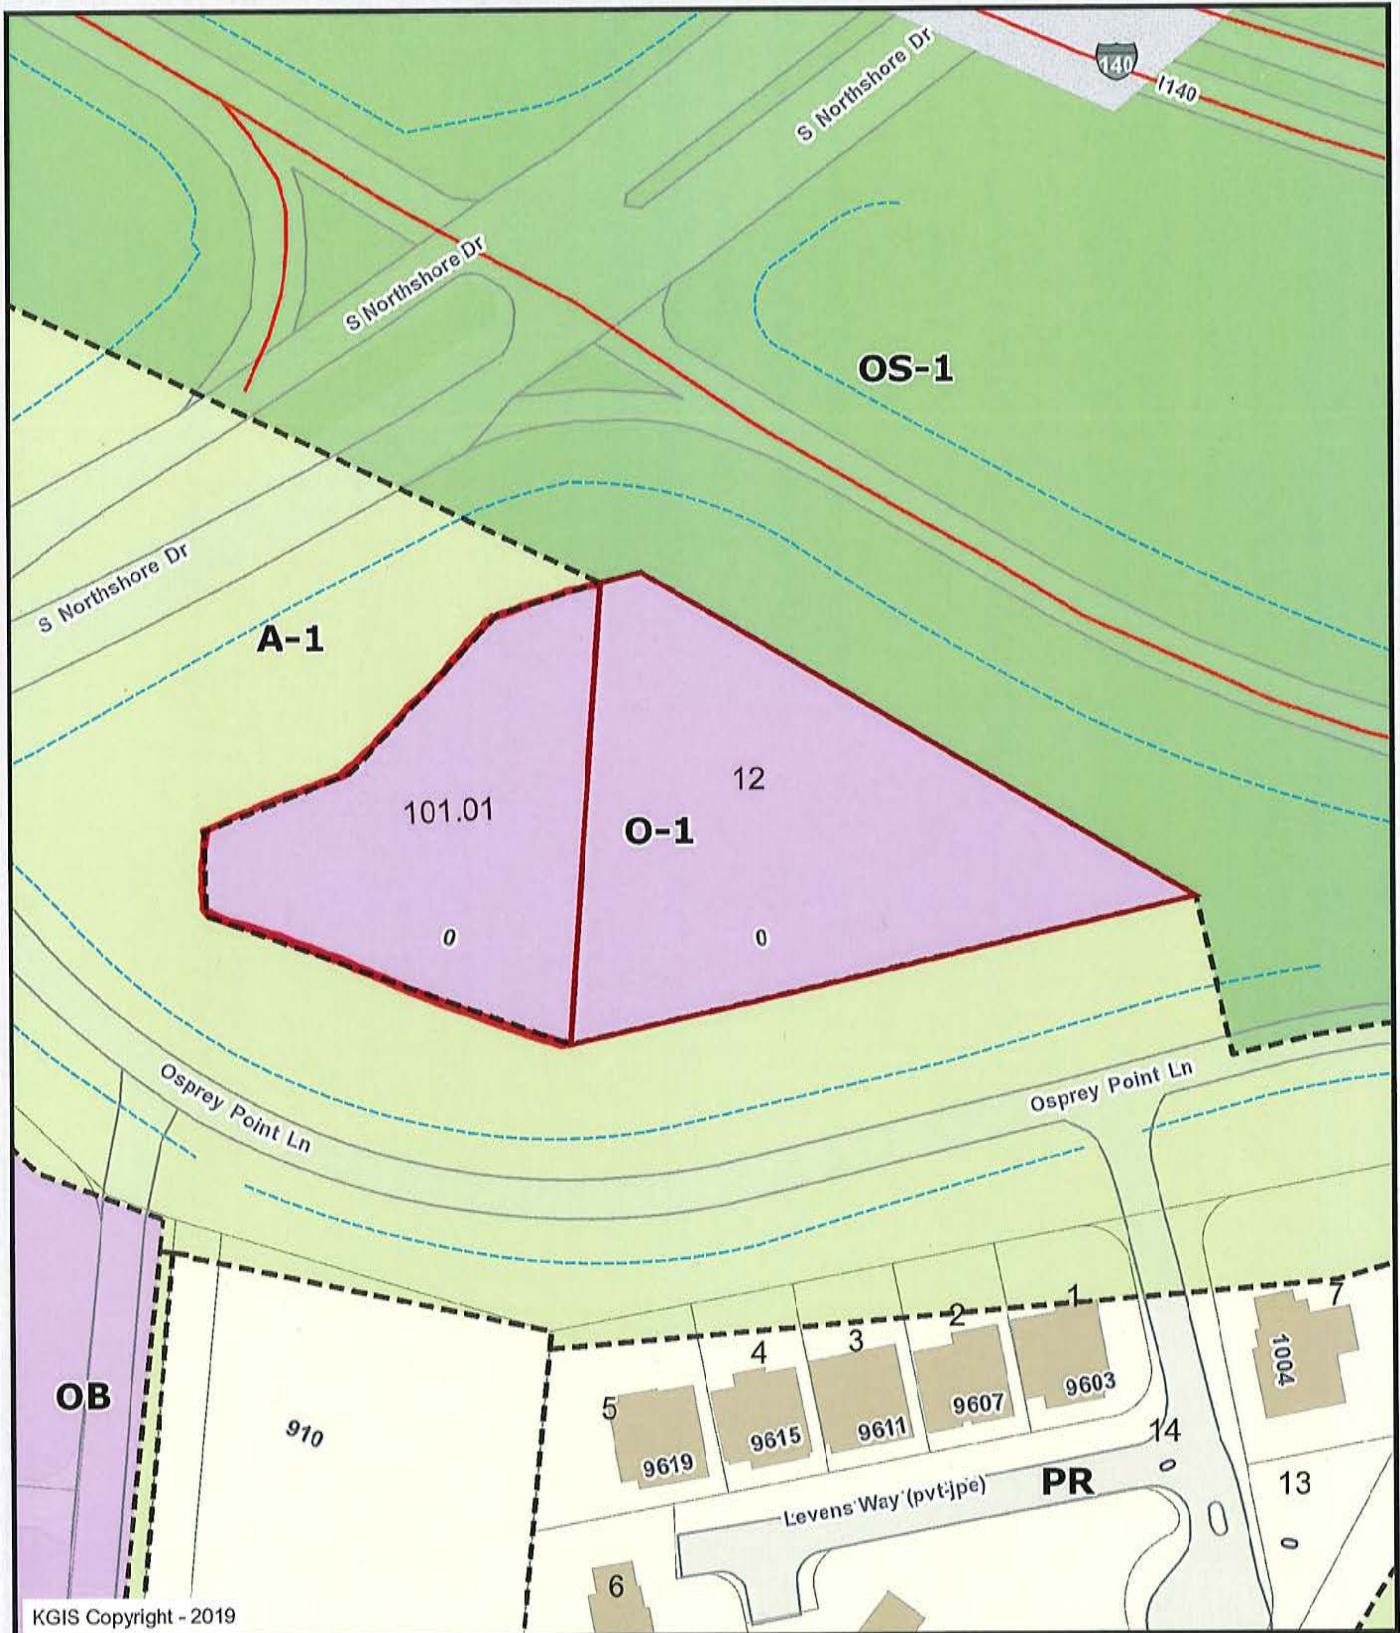 S Northshore Dr
140
I140
S Northshore Dr
OS-1
S Northshore Dr
A-1
12
101.01
O-1
0
0
Osprey Point Ln
Osprey Point Ln
1
7
2
3
4
1004
9603
OB
5
9607
910
9611
9615
14
9619
0
PR
13
Levens Way (pvt-jpe)
0
0
6
KGIS Copyright - 2019